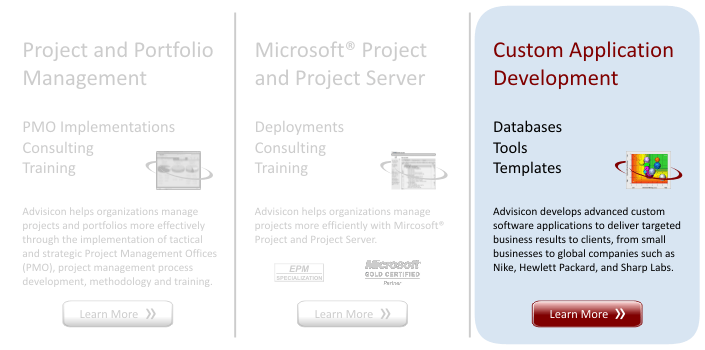 Project and Portfolio
Management
PMO Implementations
Consulting
Training
Advisicon helps organizations manage
projects and portfolios more effectively
through the implementation of tactical
and strategic Project Management Offices
(PMO), project management process
development, methodology and training.
Learn More »
Microsoft® Project
and Project Server
Deployments
Consulting
Training
Advisicon helps organizations manage
projects more efficiently with Mircosoft®
Project and Project Server.
EPM
SPECIALIZATION
Microsoft
GOLD CERTIFIED
Partner
Learn More »
Custom Application
Development
Databases
Tools
Templates
Advisicon develops advanced custom
software applications to deliver targeted
business results to clients, from small
businesses to global companies such as
Nike, Hewlett Packard, and Sharp Labs.
Learn More »